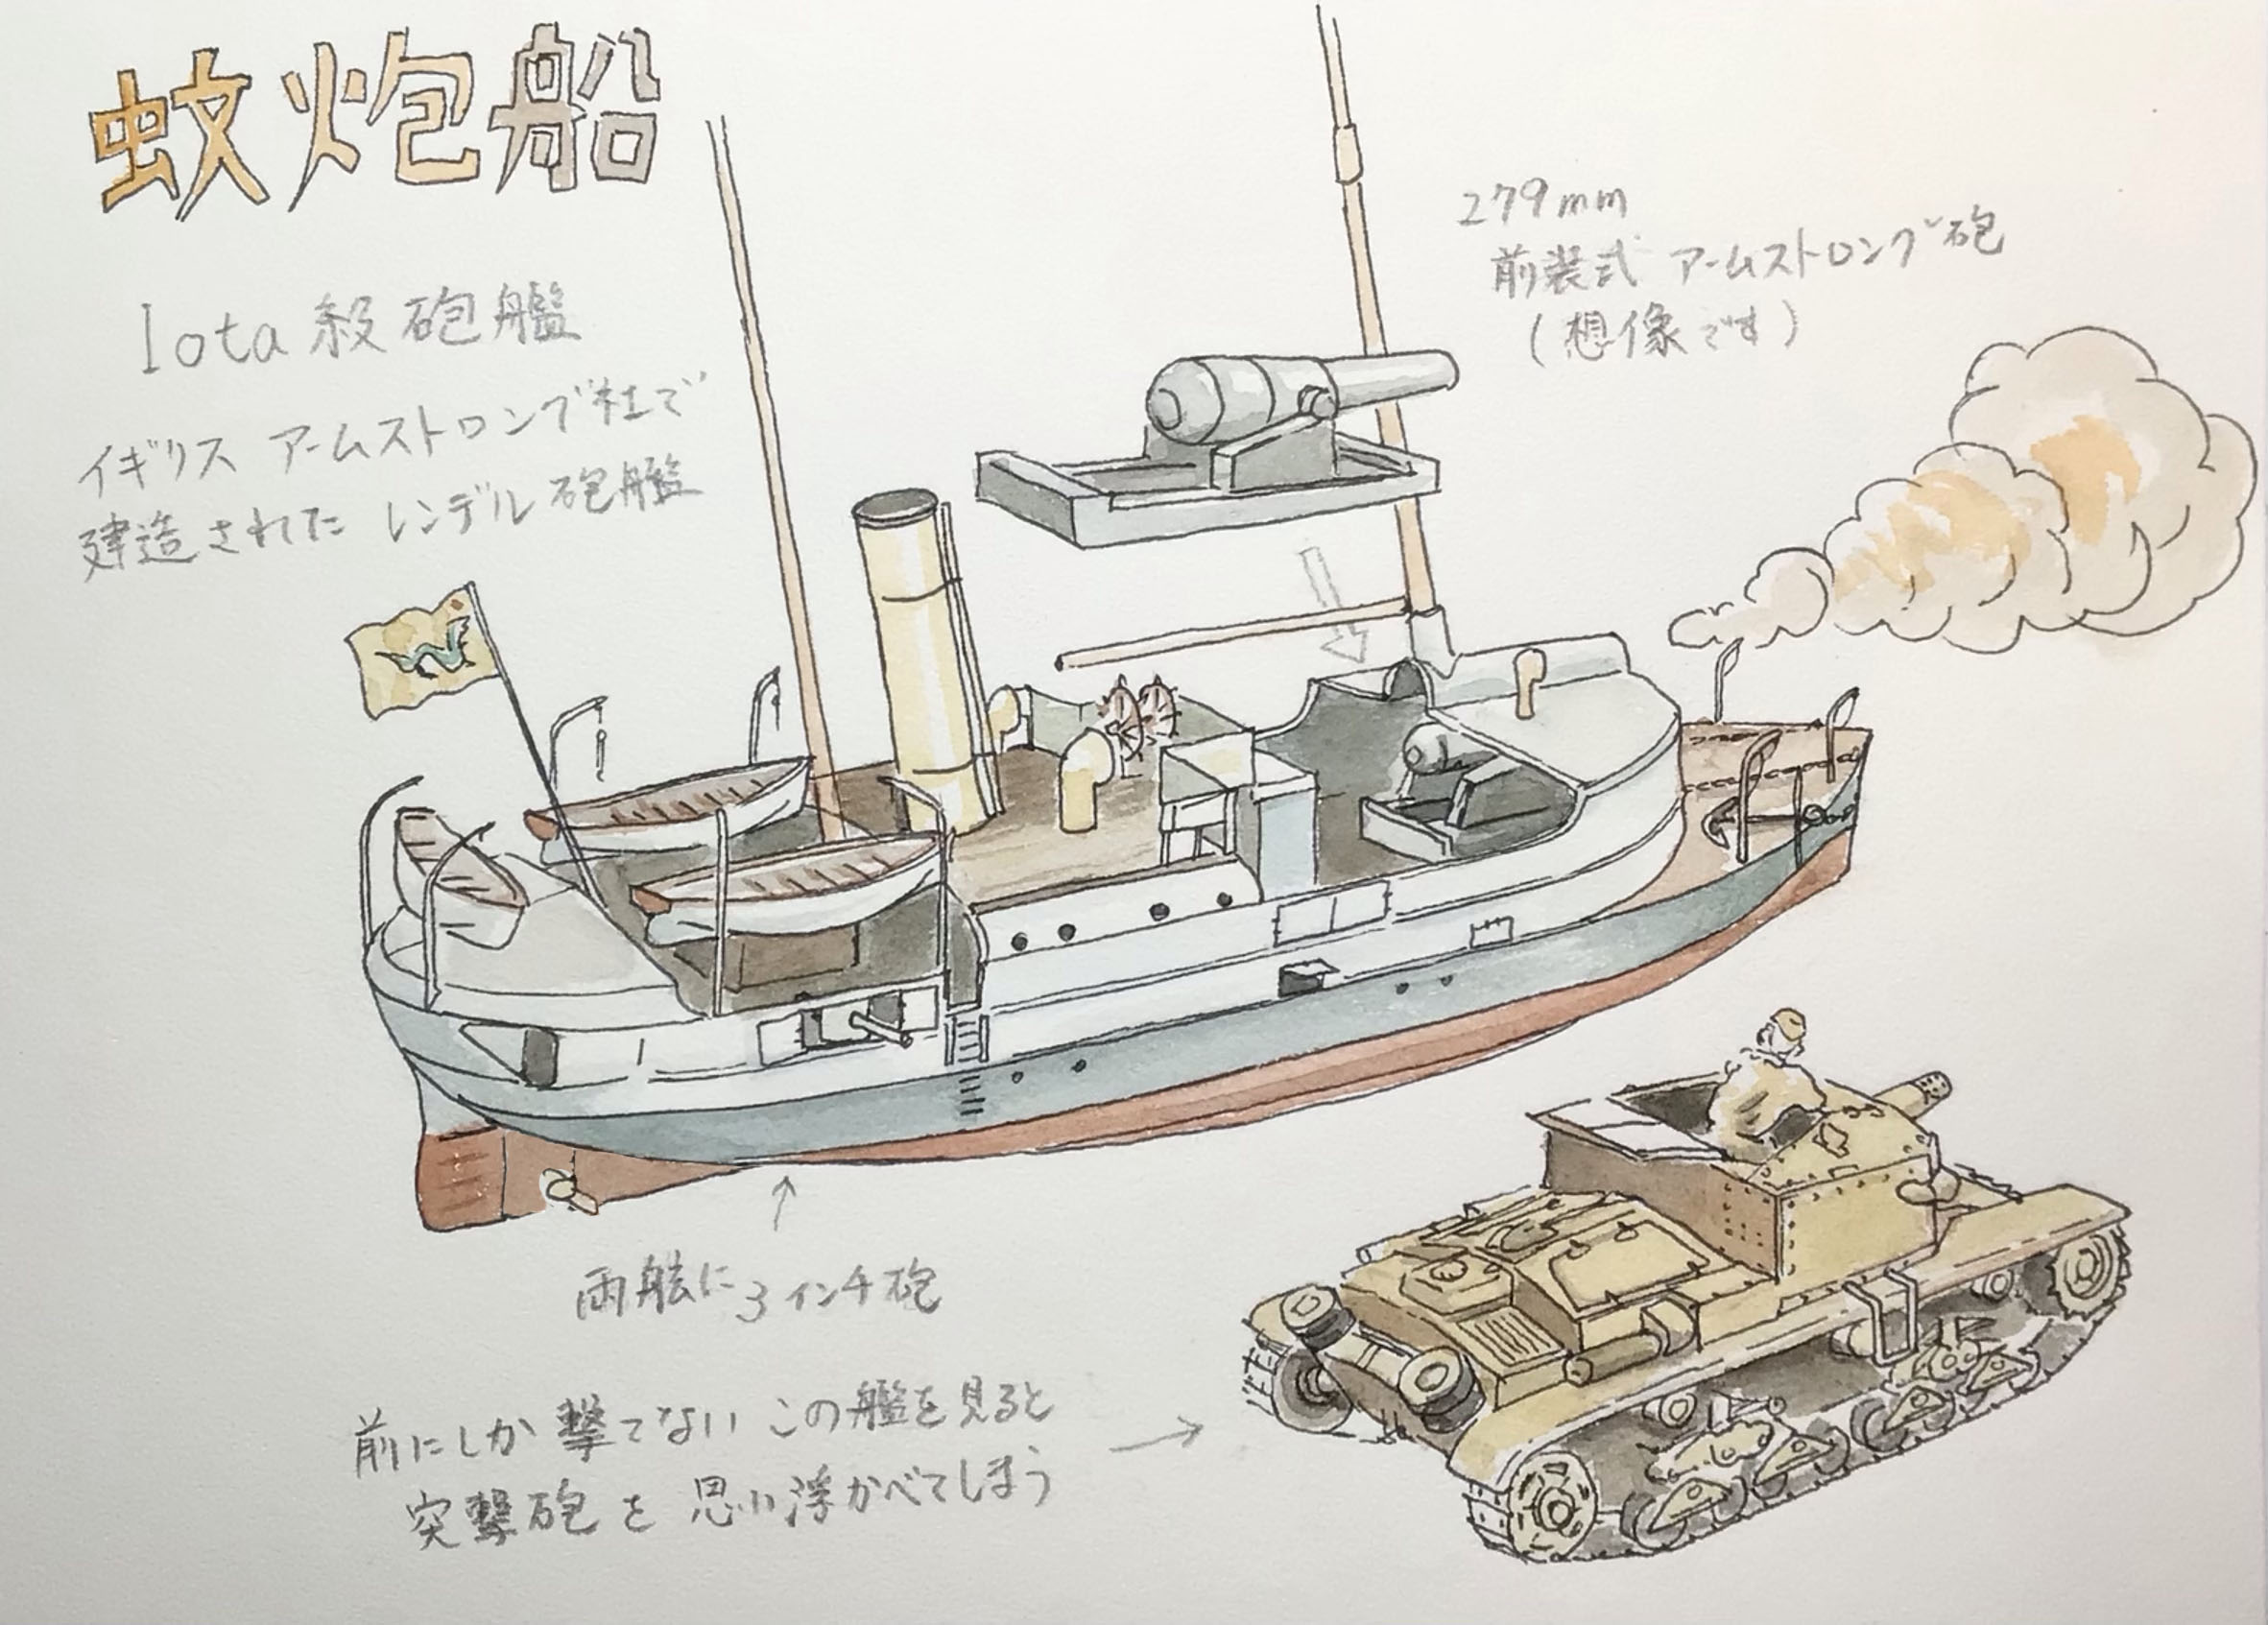 蚊炮船
Iota級砲艦
イギリス アームストロング社で
建造された レンデル砲艦
279mm
前装式 アームストロング砲
(想像です)
両舷に3インチ砲
前にしか撃てない この艦を見ると
突撃砲を思い浮かべてしまう